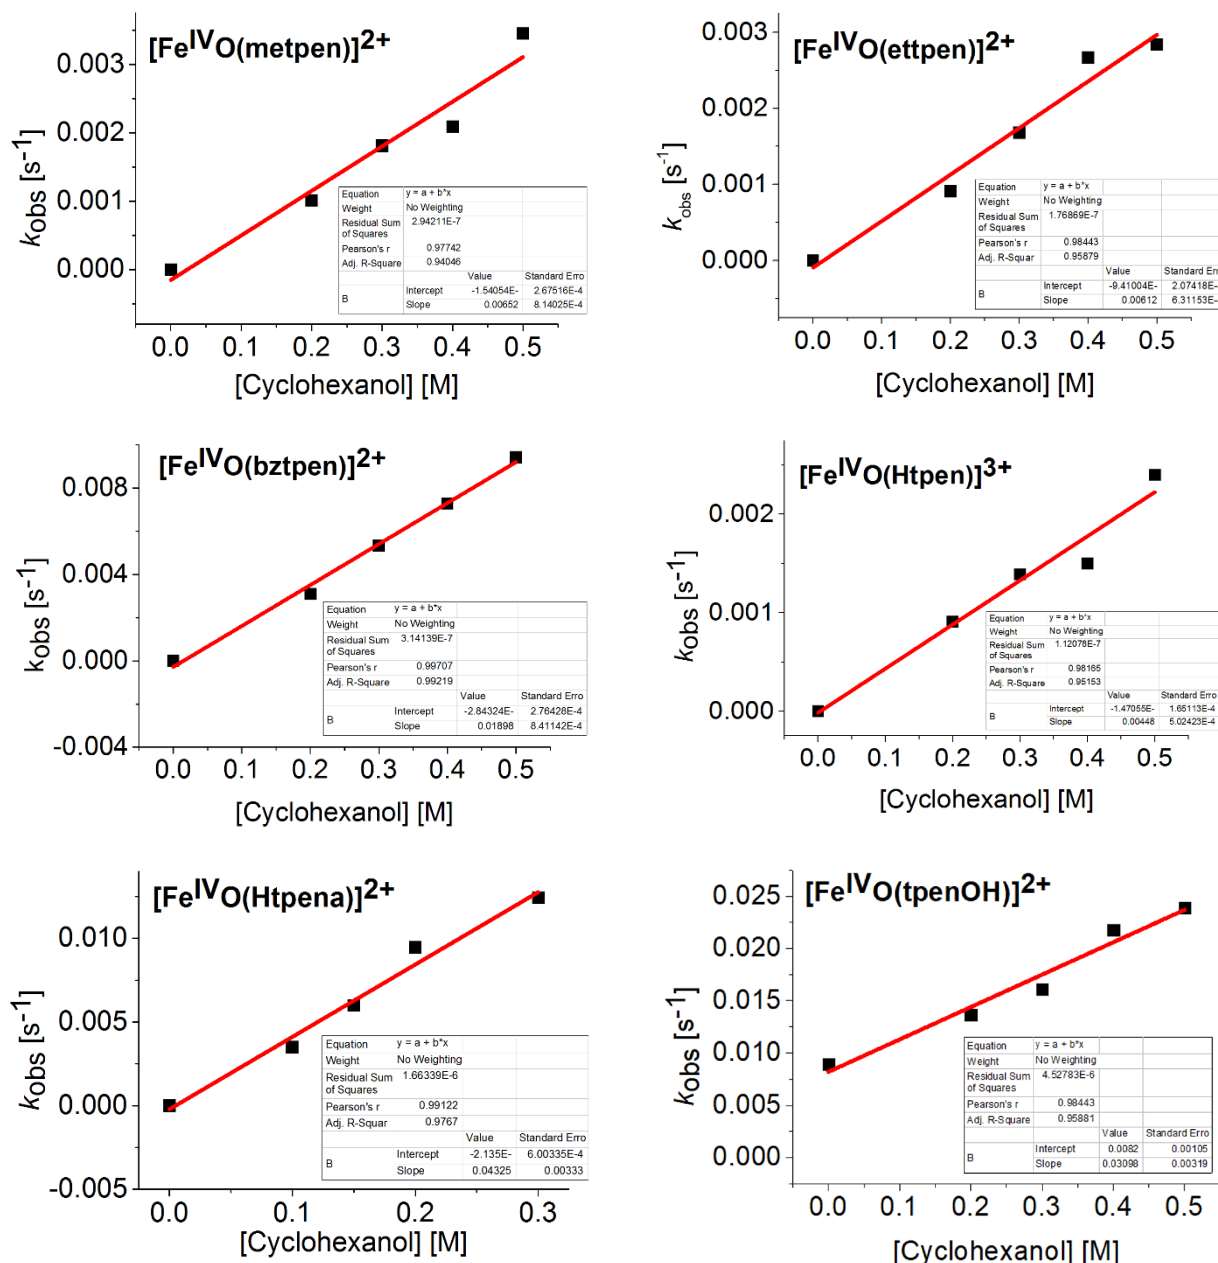 [Fe^IV O(metpen)]2+
0.003
0.002
0.001
0.000
kobs [s−1]
Equation y = a + b*x
Weight No Weighting
Residual Sum of Squares 2.94211E-7
Pearson's r 0.97742
Adj. R-Square 0.94046
Value Standard Erro
B Intercept -1.54054E- 2.67516E-4
Slope 0.00652 8.14025E-4
0.0 0.1 0.2 0.3 0.4 0.5
[Cyclohexanol] [M]
[Fe^IV O(ettpen)]2+
0.003
0.002
0.001
0.000
kobs [s-1]
Equation y = a + b*x
Weight No Weighting
Residual Sum of Squares 1.76869E-7
Pearson's r 0.98443
Adj. R-Squar 0.95879
Value Standard Erro
B Intercept -9.41004E- 2.07418E-
Slope 0.00612 6.31153E-
0.0 0.1 0.2 0.3 0.4 0.5
[Cyclohexanol] [M]
[Fe^IV O(bztpen)]2+
0.008
0.004
0.000
-0.004
kobs [s−1]
Equation y = a + b*x
Weight No Weighting
Residual Sum of Squares 3.14139E-7
Pearson's r 0.99707
Adj. R-Square 0.99219
Value Standard Erro
B Intercept -2.84324E- 2.76428E-4
Slope 0.01898 8.41142E-4
0.0 0.1 0.2 0.3 0.4 0.5
[Cyclohexanol] [M]
[Fe^IV O(Htpen)]3+
0.002
0.001
0.000
kobs [s−1]
Equation y = a + b*x
Weight No Weighting
Residual Sum of Squares 1.12078E-7
Pearson's r 0.98165
Adj. R-Square 0.95153
Value Standard Erro
B Intercept -1.47055E- 1.65113E-4
Slope 0.00448 5.02423E-4
0.0 0.1 0.2 0.3 0.4 0.5
[Cyclohexanol] [M]
[Fe^IV O(Htpena)]2+
0.010
0.005
0.000
-0.005
kobs [s−1]
Equation y = a + b*x
Weight No Weighting
Residual Sum of Squares 1.66339E-6
Pearson's r 0.99122
Adj. R-Squar 0.9767
Value Standard Erro
B Intercept -2.135E- 6.00335E-4
Slope 0.04325 0.00333
0.0 0.1 0.2 0.3
[Cyclohexanol] [M]
[Fe^IV O(tpenOH)]2+
0.025
0.020
0.015
0.010
0.005
0.000
kobs [s−1]
Equation y = a + b*x
Weight No Weighting
Residual Sum of Squares 4.52783E-6
Pearson's r 0.98443
Adj. R-Square 0.95881
Value Standard Erro
B Intercept 0.0082 0.00105
Slope 0.03098 0.00319
0.0 0.1 0.2 0.3 0.4 0.5
[Cyclohexanol] [M]